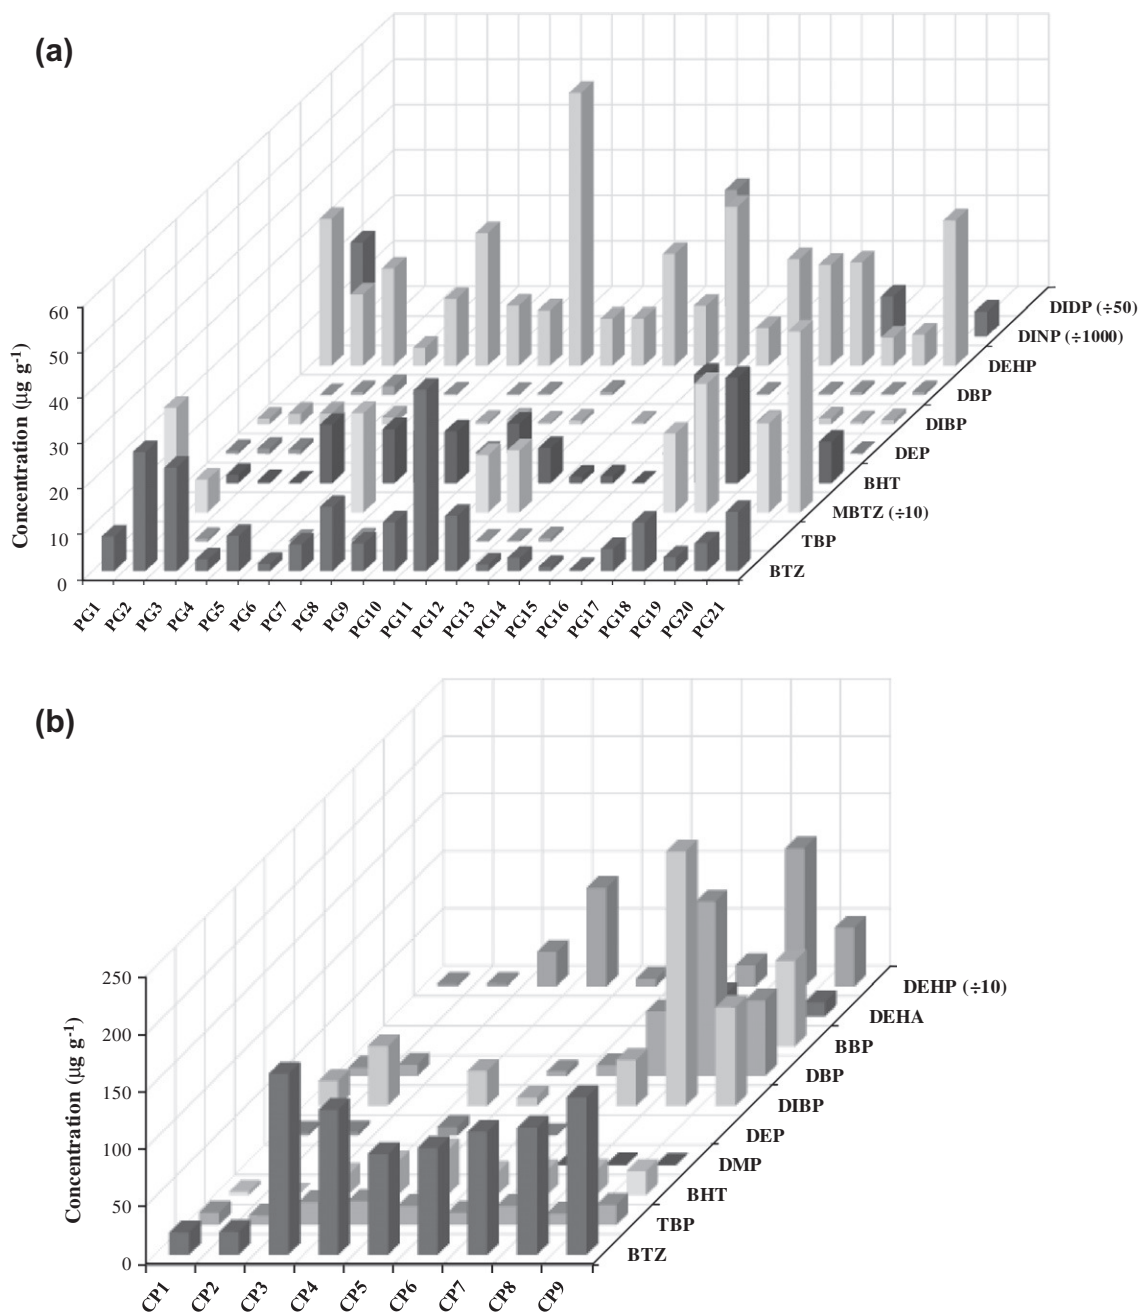 (a)
Concentration (µg g-1)
60
50
40
30
20
10
0
PG1
PG2
PG3
PG4
PG5
PG6
PG7
PG8
PG9
PG10
PG11
PG12
PG13
PG14
PG15
PG16
PG17
PG18
PG19
PG20
PG21
DIDP (÷50)
DINP (÷1000)
DEHP
DBP
DIBP
DEP
BHT
MBTZ (÷10)
TBP
BTZ
(b)
Concentration (µg g-1)
250
200
150
100
50
0
CP1
CP2
CP3
CP4
CP5
CP6
CP7
CP8
CP9
DEHP (÷10)
DEHA
BBP
DBP
DIBP
DEP
DMP
BHT
TBP
BTZ